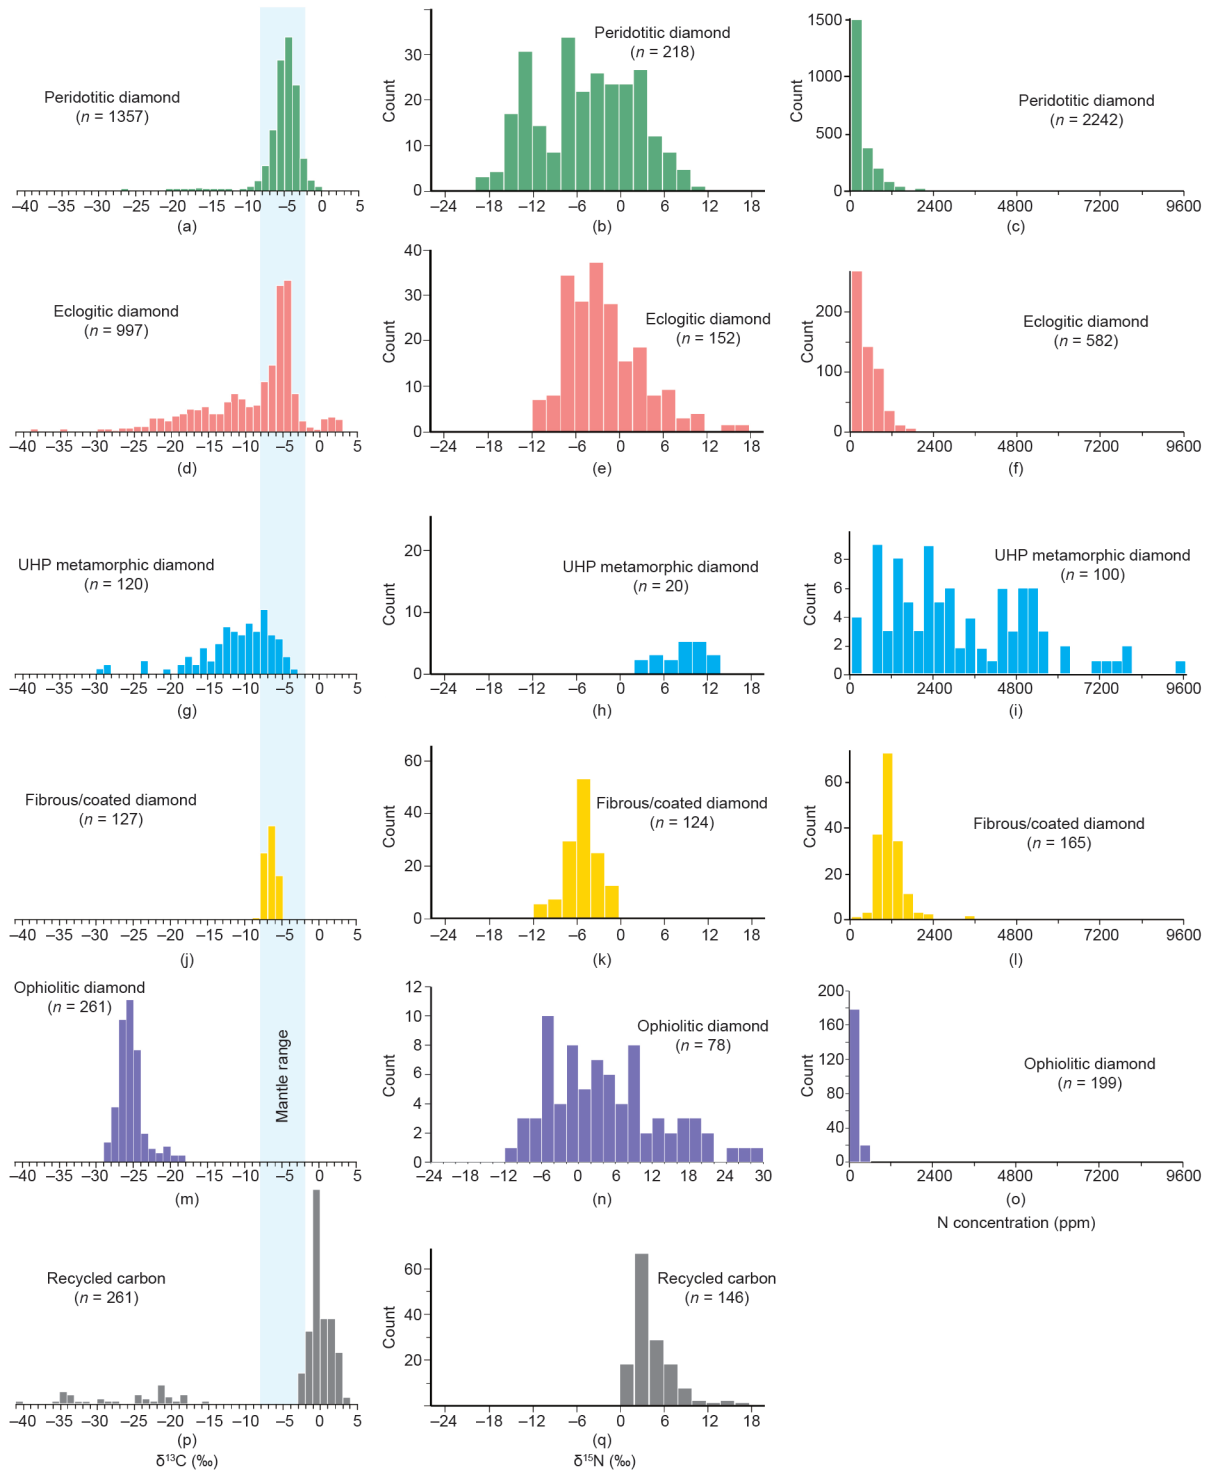 Peridotitic diamond
(n = 1357)
–40 –35 –30 –25 –20 –15 –10 –5 0 5
(a)
Count
30
20
10
0
Peridotitic diamond
(n = 218)
–24 –18 –12 –6 0 6 12 18
(b)
Count
1500
1000
500
0
Peridotitic diamond
(n = 2242)
0 2400 4800 7200 9600
(c)
Eclogitic diamond
(n = 997)
–40 –35 –30 –25 –20 –15 –10 –5 0 5
(d)
Count
40
30
20
10
0
Eclogitic diamond
(n = 152)
–24 –18 –12 –6 0 6 12 18
(e)
Count
200
100
0
Eclogitic diamond
(n = 582)
0 2400 4800 7200 9600
(f)
UHP metamorphic diamond
(n = 120)
–40 –35 –30 –25 –20 –15 –10 –5 0 5
(g)
Count
20
10
0
UHP metamorphic diamond
(n = 20)
–24 –18 –12 –6 0 6 12 18
(h)
Count
8
6
4
2
0
UHP metamorphic diamond
(n = 100)
0 2400 4800 7200 9600
(i)
Fibrous/coated diamond
(n = 127)
–40 –35 –30 –25 –20 –15 –10 –5 0 5
(j)
Count
60
40
20
0
Fibrous/coated diamond
(n = 124)
–24 –18 –12 –6 0 6 12 18
(k)
Count
60
40
20
0
Fibrous/coated diamond
(n = 165)
0 2400 4800 7200 9600
(l)
Ophiolitic diamond
(n = 261)
Mantle range
–40 –35 –30 –25 –20 –15 –10 –5 0 5
(m)
Count
12
10
8
6
4
2
0
Ophiolitic diamond
(n = 78)
–24 –18 –12 –6 0 6 12 18 24 30
(n)
Count
200
160
120
80
40
0
Ophiolitic diamond
(n = 199)
0 2400 4800 7200 9600
(o)
N concentration (ppm)
Recycled carbon
(n = 261)
–40 –35 –30 –25 –20 –15 –10 –5 0 5
(p)
δ¹³C (‰)
Count
60
40
20
Recycled carbon
(n = 146)
–24 –18 –12 –6 0 6 12 18
(q)
δ¹⁵N (‰)